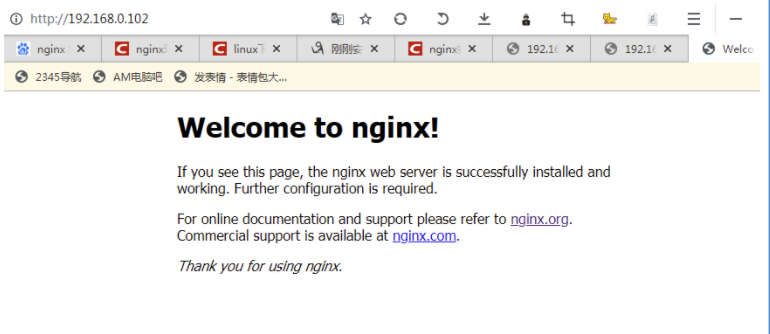 http://192.168.0.102
nginx
nginx
linux
刚刚
nginx
192.1
192.1
Welco
2345导航
AM电脑吧
发表情 - 表情包大...
Welcome to nginx!
If you see this page, the nginx web server is successfully installed and
working. Further configuration is required.
For online documentation and support please refer to nginx.org.
Commercial support is available at nginx.com.
Thank you for using nginx.